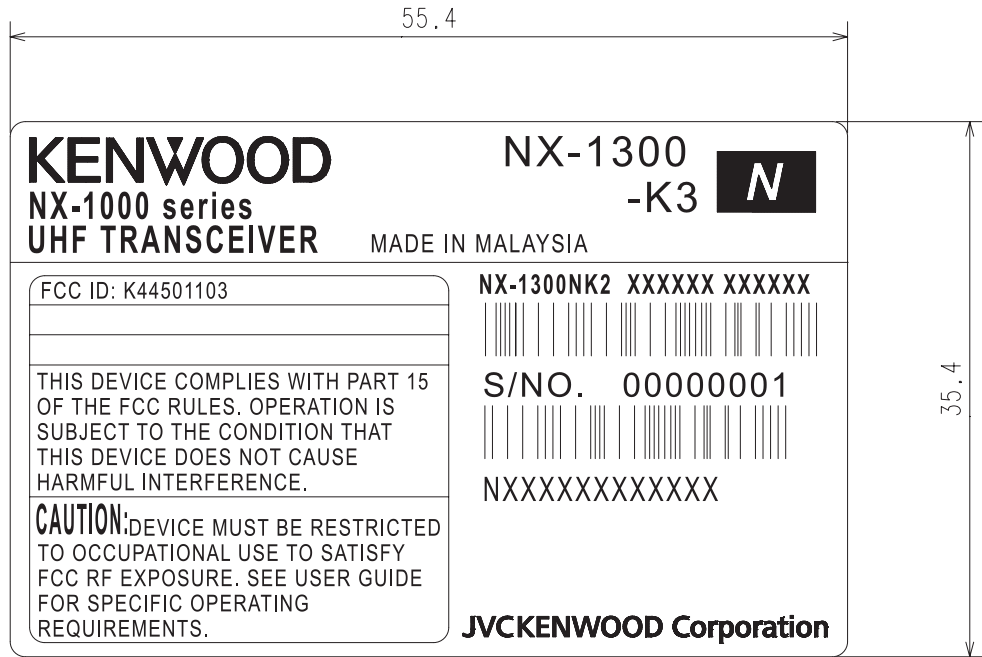 55.4
KENWOOD
NX-1000 series
UHF TRANSCEIVER
MADE IN MALAYSIA
NX-1300
-K3
N
FCC ID: K44501103
THIS DEVICE COMPLIES WITH PART 15
OF THE FCC RULES. OPERATION IS
SUBJECT TO THE CONDITION THAT
THIS DEVICE DOES NOT CAUSE
HARMFUL INTERFERENCE.
CAUTION:DEVICE MUST BE RESTRICTED
TO OCCUPATIONAL USE TO SATISFY
FCC RF EXPOSURE. SEE USER GUIDE
FOR SPECIFIC OPERATING
REQUIREMENTS.
NX-1300NK2 XXXXXX XXXXXX
S/NO. 00000001
NXXXXXXXXXXXX
JVCKENWOOD Corporation
35.4